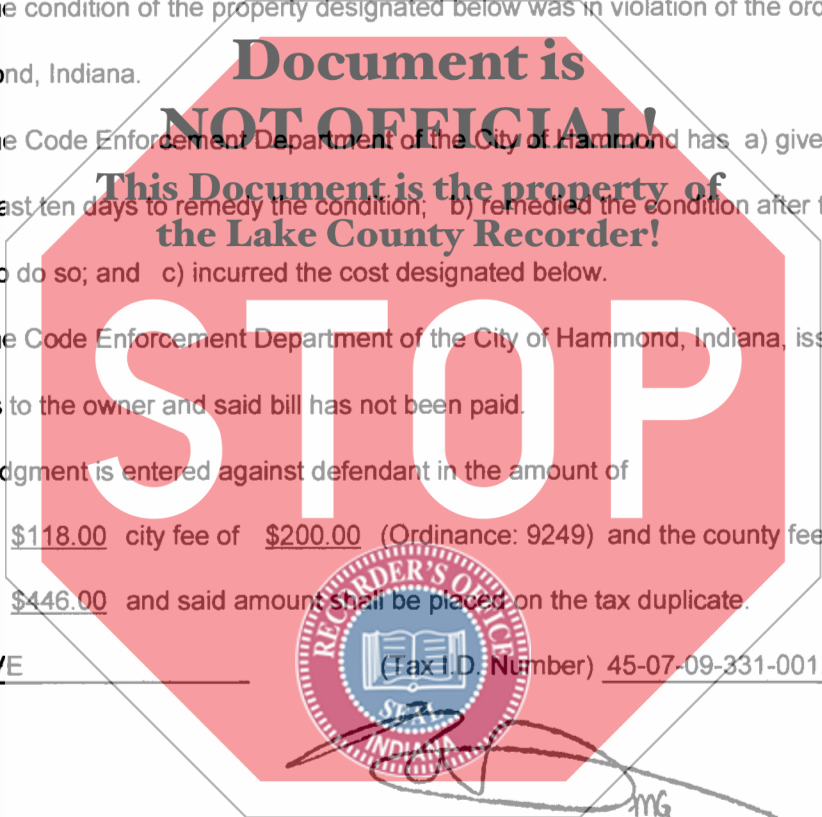 e condition of the property designated below was in violation of the ord
Document is
nd, Indiana.
NOT OFFICIAL!
e Code Enforcement Department of the City of Hammond has a) give
This Document is the property of
ast ten days to remedy the condition; b) remedied the condition after
the Lake County Recorder!
do so; and c) incurred the cost designated below.
STOP
e Code Enforcement Department of the City of Hammond, Indiana, iss
to the owner and said bill has not been paid.
dgment is entered against defendant in the amount of
$118.00 city fee of $200.00 (Ordinance: 9249) and the county fee
$446.00 and said amount shall be placed on the tax duplicate.
RECORDER'S OFFICE
VE (Tax I.D. Number) 45-07-09-331-001
SEAL
INDIANA
MG